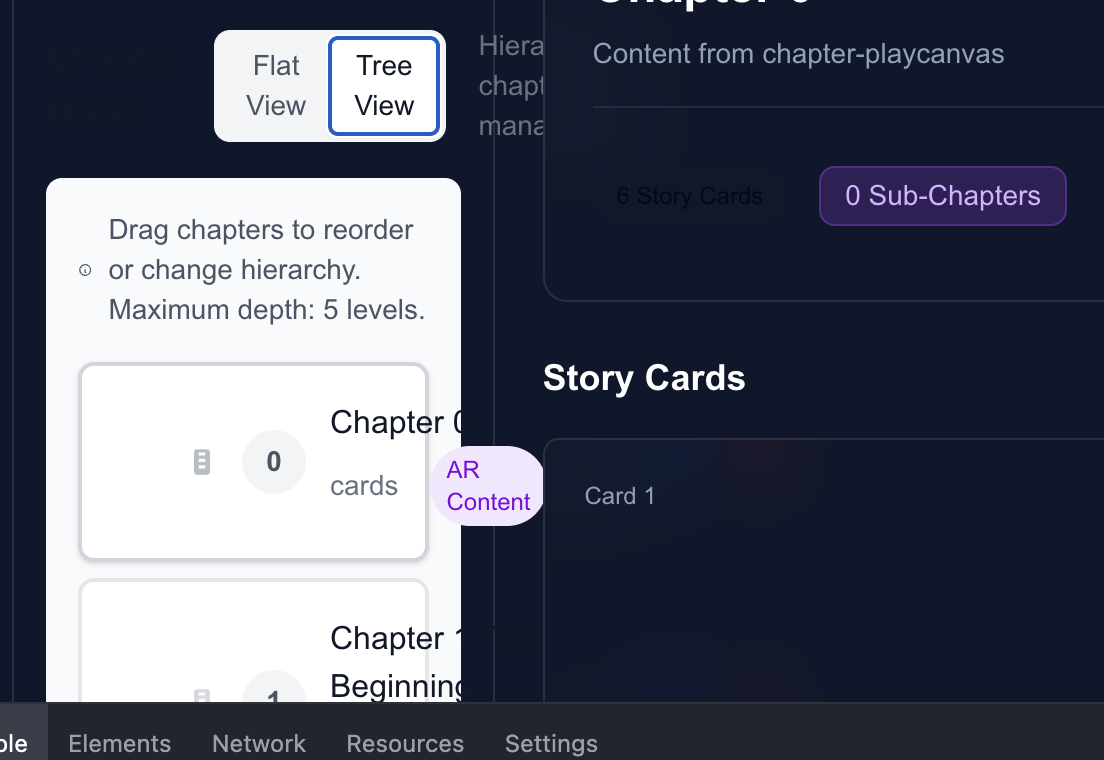 Chapter 0
Flat View
Tree View
Hiera
chapt
mana
Content from chapter-playcanvas
6 Story Cards
0 Sub-Chapters
Drag chapters to reorder
or change hierarchy.
Maximum depth: 5 levels.
Story Cards
0
Chapter 0
cards
AR
Content
Card 1
1
Chapter 1
Beginning
ole
Elements
Network
Resources
Settings